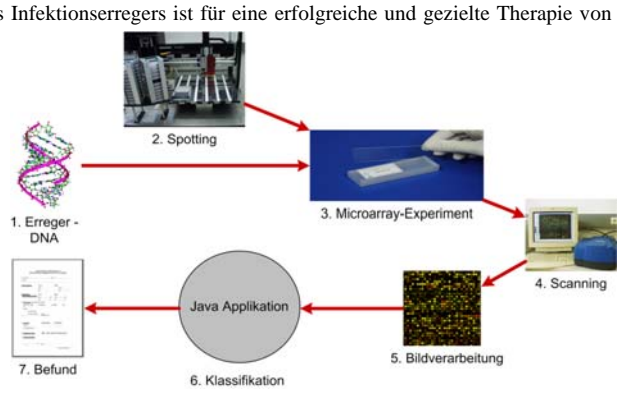 s Infektionserregers ist für eine erfolgreiche und gezielte Therapie von
2. Spotting
1. Erreger -
DNA
3. Microarray-Experiment
4. Scanning
5. Bildverarbeitung
Java Applikation
6. Klassifikation
7. Befund